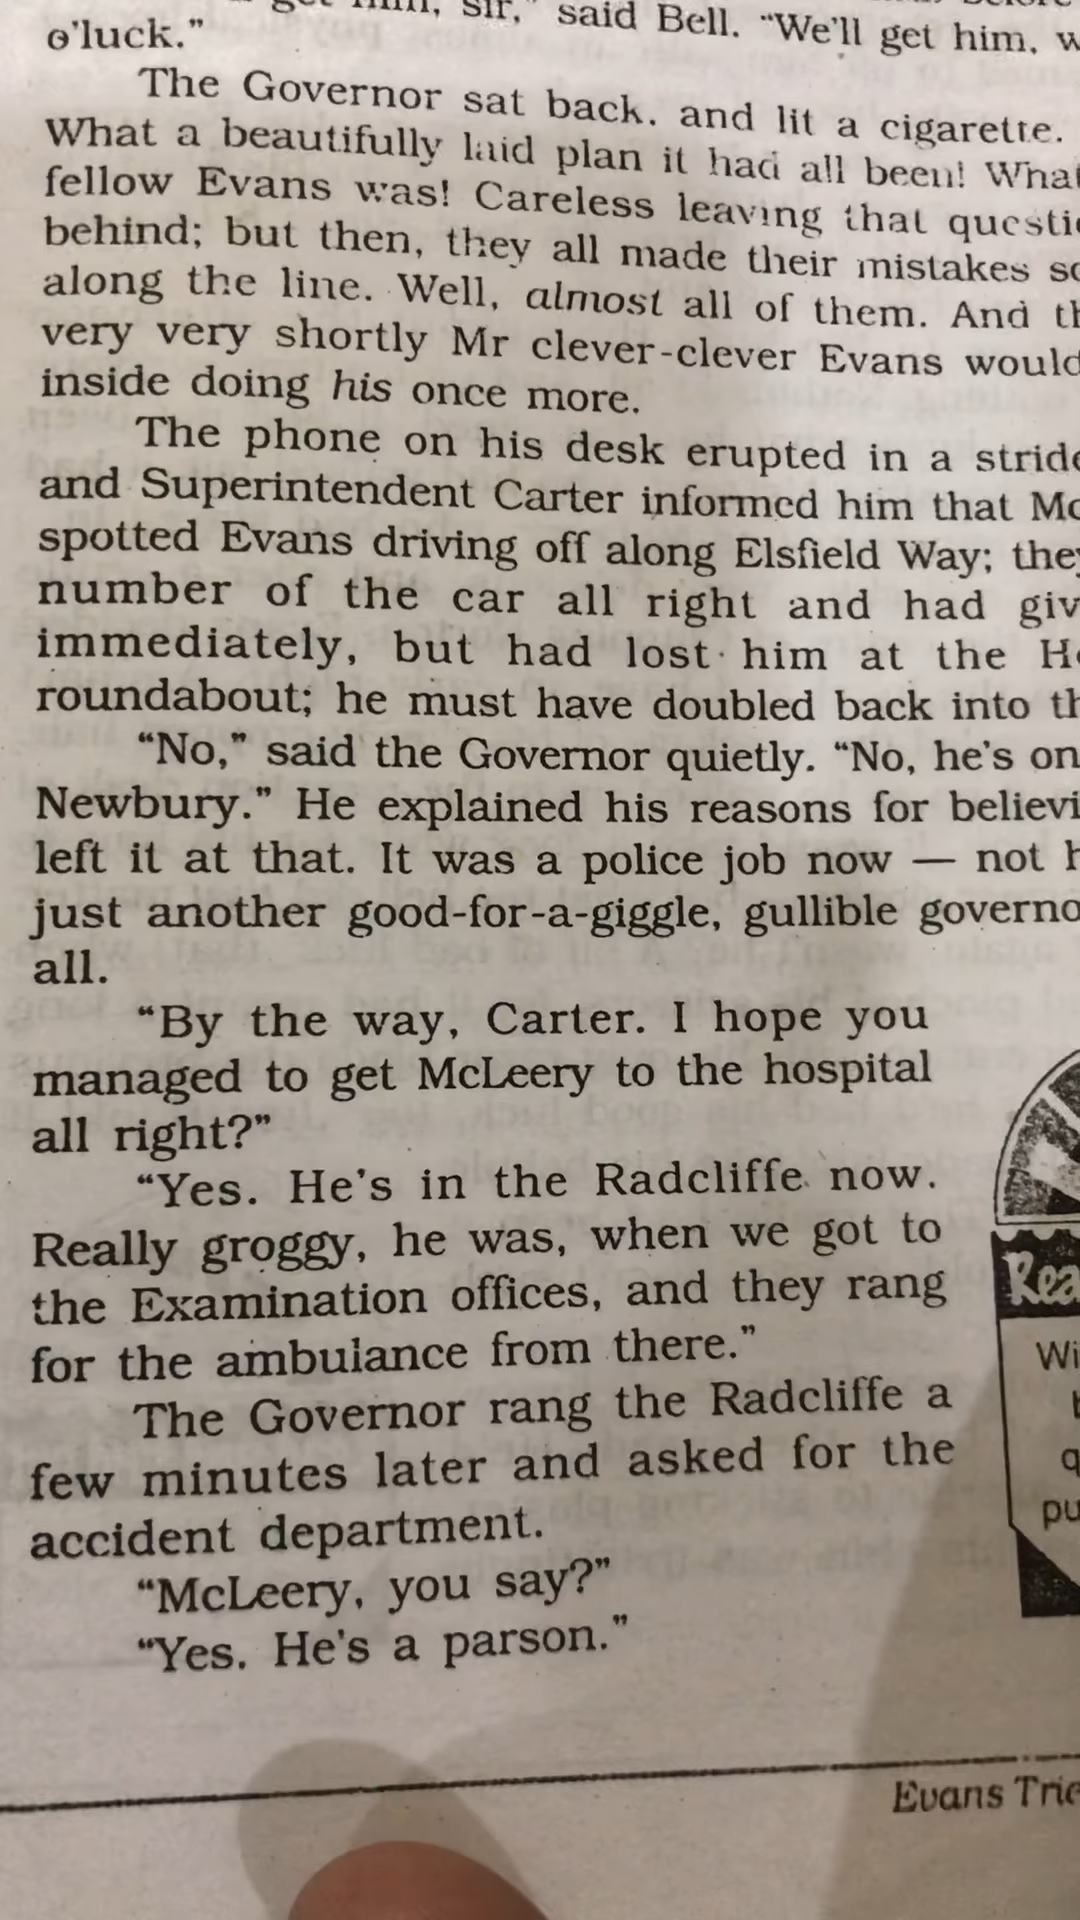 get him, sir," said Bell. "We'll get him, w
o'luck."
The Governor sat back. and lit a cigarette.
What a beautifully laid plan it had all been! What
fellow Evans was! Careless leaving that questi
behind; but then, they all made their mistakes so
along the line. Well, almost all of them. And th
very very shortly Mr clever-clever Evans would
inside doing his once more.
The phone on his desk erupted in a stride
and Superintendent Carter informed him that Mc
spotted Evans driving off along Elsfield Way; they
number of the car all right and had giv
immediately, but had lost him at the He
roundabout; he must have doubled back into th
"No," said the Governor quietly. "No, he's on
Newbury." He explained his reasons for believi
left it at that. It was a police job now — not h
just another good-for-a-giggle, gullible governo
all.
"By the way, Carter. I hope you
managed to get McLeery to the hospital
all right?"
"Yes. He's in the Radcliffe now.
Really groggy, he was, when we got to
the Examination offices, and they rang
for the ambulance from there."
The Governor rang the Radcliffe a
few minutes later and asked for the
accident department.
"McLeery, you say?"
"Yes. He's a parson."
Rea
Wi
q
pu
Evans Trie